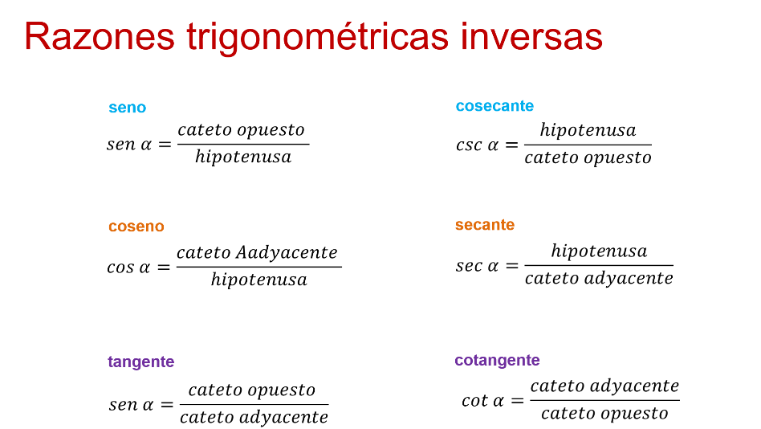 Razones trigonométricas inversas
seno
sen α = cateto opuesto / hipotenusa
cosecante
csc α = hipotenusa / cateto opuesto
coseno
cos α = cateto Aadyacente / hipotenusa
secante
sec α = hipotenusa / cateto adyacente
tangente
sen α = cateto opuesto / cateto adyacente
cotangente
cot α = cateto adyacente / cateto opuesto